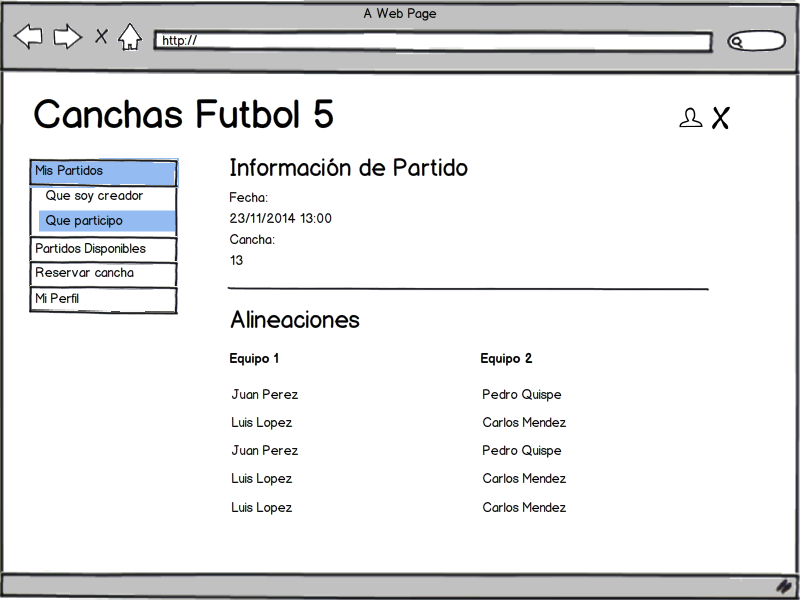 A Web Page
http://
Canchas Futbol 5
Mis Partidos
Que soy creador
Que participo
Partidos Disponibles
Reservar cancha
Mi Perfil
Información de Partido
Fecha:
23/11/2014 13:00
Cancha:
13
Alineaciones
Equipo 1 Equipo 2
Juan Perez Pedro Quispe
Luis Lopez Carlos Mendez
Juan Perez Pedro Quispe
Luis Lopez Carlos Mendez
Luis Lopez Carlos Mendez